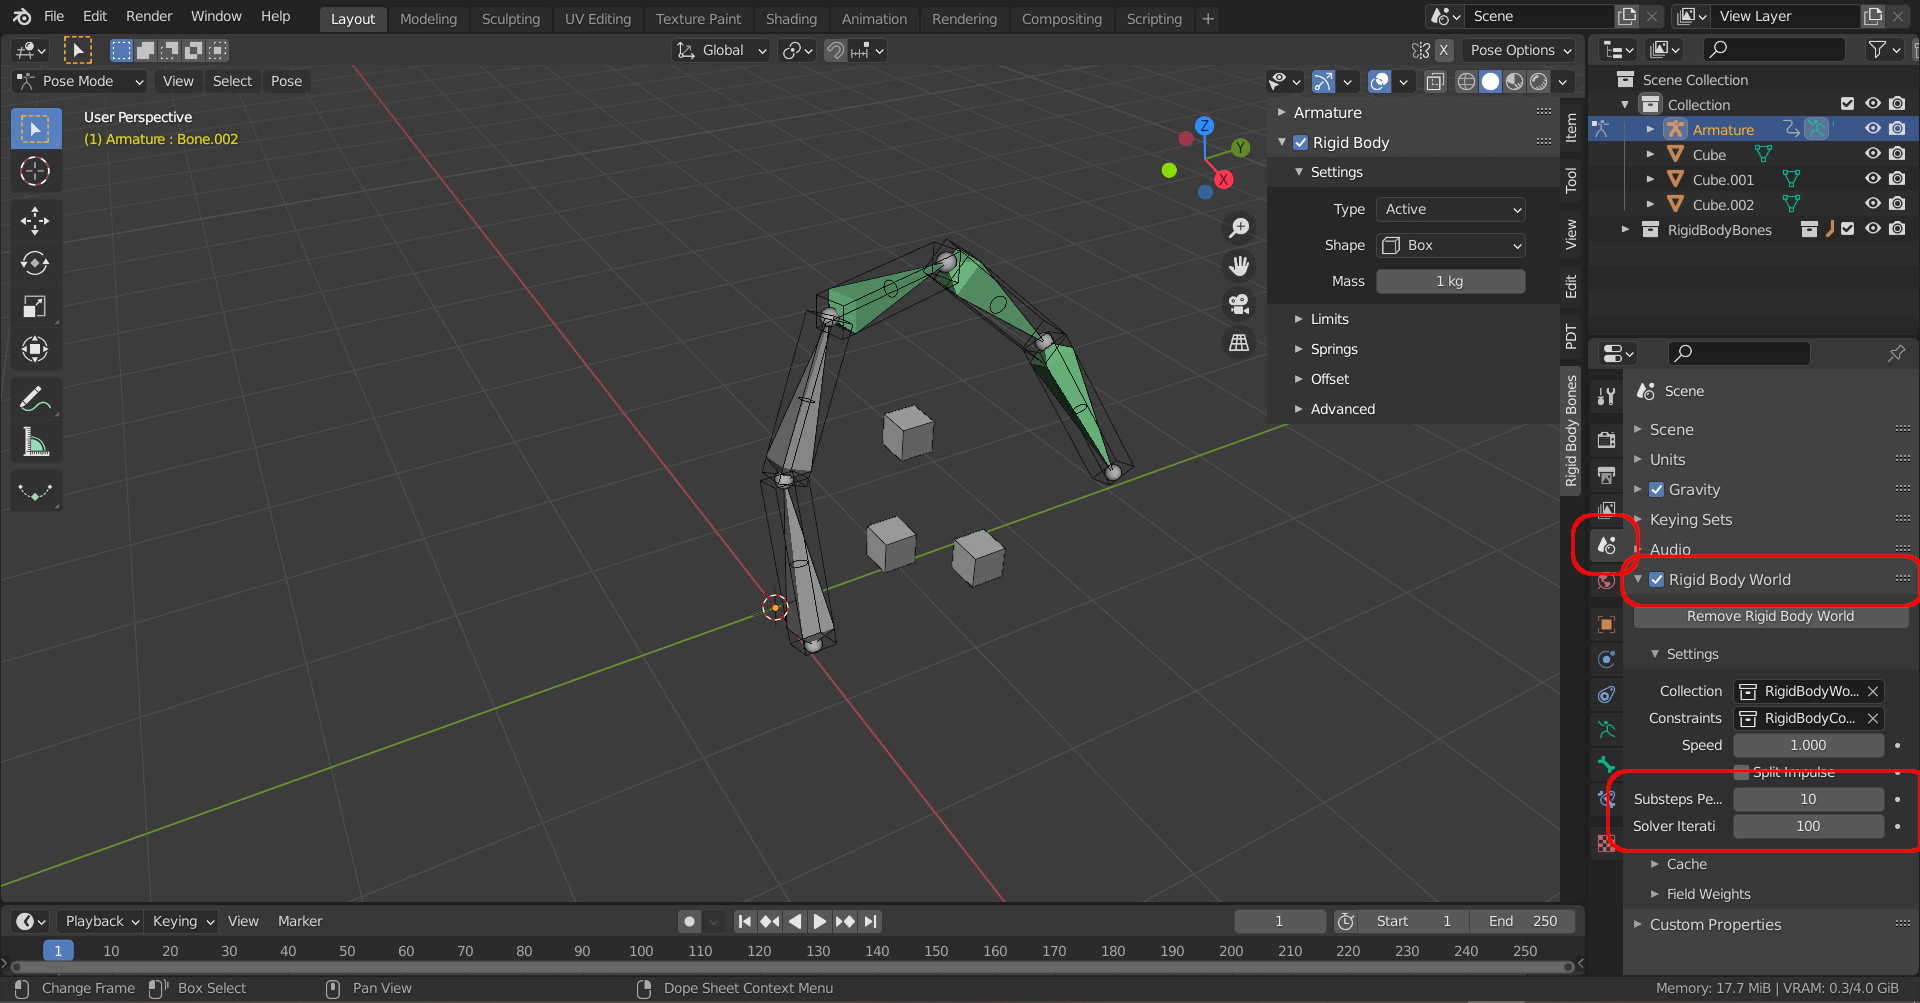 File Edit Render Window Help Layout Modeling Sculpting UV Editing Texture Paint Shading Animation Rendering Compositing Scripting + Scene View Layer
Global X Pose Options
Pose Mode View Select Pose
User Perspective
(1) Armature : Bone.002
Z
Y
X
Armature
Rigid Body
Settings
Type Active
Shape Box
Mass 1 kg
Limits
Springs
Offset
Advanced
Item
Tool
View
Edit
PDT
Rigid Body Bones
Scene Collection
Collection
Armature
Cube
Cube.001
Cube.002
RigidBodyBones
Scene
Scene
Units
Gravity
Keying Sets
Audio
Rigid Body World
Remove Rigid Body World
Settings
Collection RigidBodyWo...
Constraints RigidBodyCo...
Speed 1.000
Split Impulse
Substeps Pe... 10
Solver Iterati 100
Cache
Field Weights
Custom Properties
Playback Keying View Marker 1 Start 1 End 250
1 10 20 30 40 50 60 70 80 90 100 110 120 130 140 150 160 170 180 190 200 210 220 230 240 250
Change Frame Box Select Pan View Dope Sheet Context Menu Memory: 17.7 MiB | VRAM: 0.3/4.0 GiB